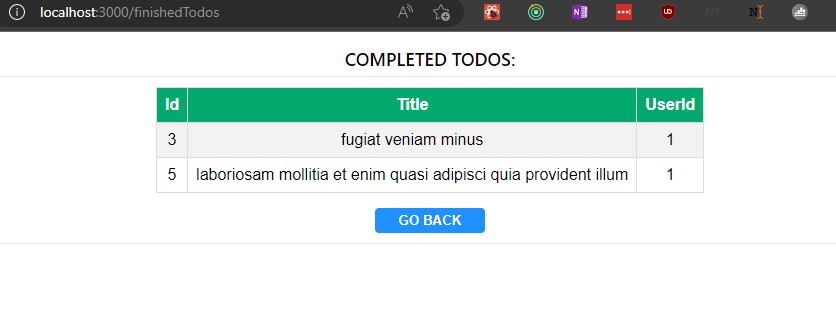 localhost:3000/finishedTodos
COMPLETED TODOS:
Id Title UserId
3 fugiat veniam minus 1
5 laboriosam mollitia et enim quasi adipisci quia provident illum 1
GO BACK